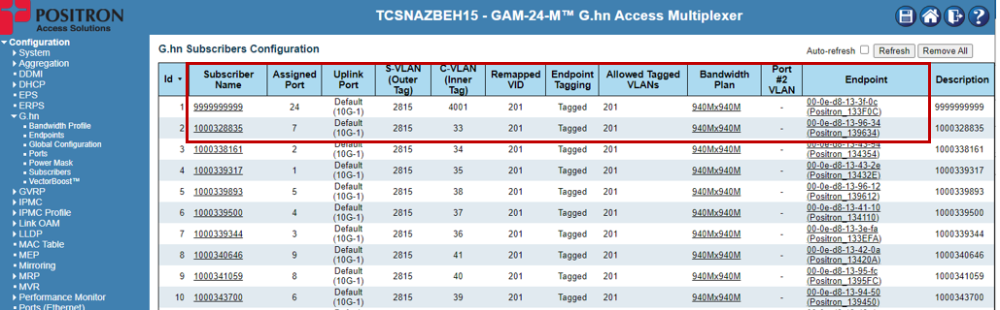 POSITRON
Access Solutions
TCSNAZBEH15 - GAM-24-M™ G.hn Access Multiplexer
Configuration
System
Aggregation
DDMI
DHCP
EPS
ERPS
G.hn
Bandwidth Profile
Endpoints
Global Configuration
Ports
Power Mask
Subscribers
VectorBoost™
GVRP
IPMC
IPMC Profile
Link OAM
LLDP
MAC Table
MEP
Mirroring
MRP
MVR
Performance Monitor
Ports (Ethernet)
G.hn Subscribers Configuration
Auto-refresh Refresh Remove All
Id Subscriber Name Assigned Port Uplink Port S-VLAN (Outer Tag) C-VLAN (Inner Tag) Remapped VID Endpoint Tagging Allowed Tagged VLANs Bandwidth Plan Port #2 VLAN Endpoint Description
1 9999999999 24 Default (10G-1) 2815 4001 201 Tagged 201 940Mx940M - 00-0e-d8-13-3f-0c (Positron_133F0C) 9999999999
2 1000328835 7 Default (10G-1) 2815 33 201 Tagged 201 940Mx940M - 00-0e-d8-13-96-34 (Positron_139634) 1000328835
3 1000338161 2 Default (10G-1) 2815 34 201 Tagged 201 940Mx940M - 00-0e-d8-13-43-54 (Positron_134354) 1000338161
4 1000339317 1 Default (10G-1) 2815 35 201 Tagged 201 940Mx940M - 00-0e-d8-13-43-2e (Positron_13432E) 1000339317
5 1000339893 5 Default (10G-1) 2815 38 201 Tagged 201 940Mx940M - 00-0e-d8-13-96-12 (Positron_139612) 1000339893
6 1000339500 4 Default (10G-1) 2815 37 201 Tagged 201 940Mx940M - 00-0e-d8-13-41-10 (Positron_134110) 1000339500
7 1000339344 3 Default (10G-1) 2815 36 201 Tagged 201 940Mx940M - 00-0e-d8-13-3e-fa (Positron_133EFA) 1000339344
8 1000340646 9 Default (10G-1) 2815 41 201 Tagged 201 940Mx940M - 00-0e-d8-13-42-0a (Positron_13420A) 1000340646
9 1000341059 8 Default (10G-1) 2815 40 201 Tagged 201 940Mx940M - 00-0e-d8-13-95-fc (Positron_1395FC) 1000341059
10 1000343700 6 Default (10G-1) 2815 39 201 Tagged 201 940Mx940M - 00-0e-d8-13-94-50 (Positron_139450) 1000343700